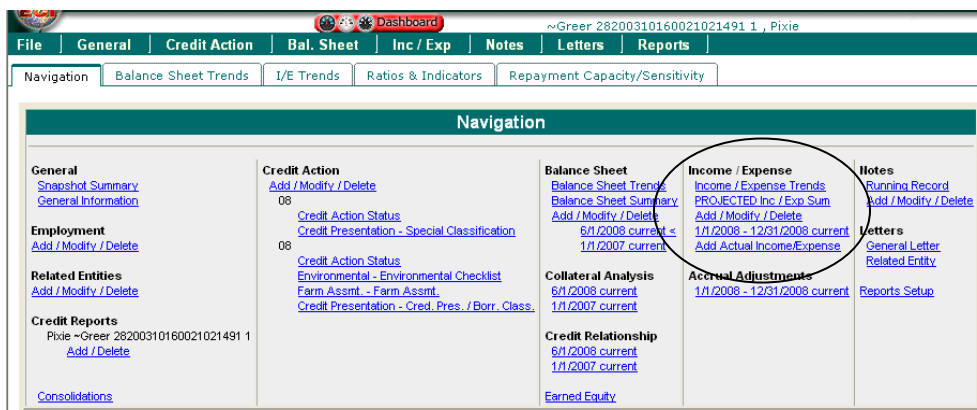 Dashboard
~Greer 28200310160021021491 1 , Pixie
File General Credit Action Bal. Sheet Inc / Exp Notes Letters Reports
Navigation Balance Sheet Trends I/E Trends Ratios & Indicators Repayment Capacity/Sensitivity
Navigation
General
Snapshot Summary
General Information
Employment
Add / Modify / Delete
Related Entities
Add / Modify / Delete
Credit Reports
Pixie ~Greer 28200310160021021491 1
Add / Delete
Consolidations
Credit Action
Add / Modify / Delete
08
Credit Action Status
Credit Presentation - Special Classification
08
Credit Action Status
Environmental - Environmental Checklist
Farm Assmt. - Farm Assmt.
Credit Presentation - Cred. Pres. / Borr. Class.
Balance Sheet
Balance Sheet Trends
Balance Sheet Summary
Add / Modify / Delete
6/1/2008 current <
1/1/2007 current
Collateral Analysis
6/1/2008 current
1/1/2007 current
Credit Relationship
6/1/2008 current
1/1/2007 current
Earned Equity
Income / Expense
Income / Expense Trends
PROJECTED Inc / Exp Sum
Add / Modify / Delete
1/1/2008 - 12/31/2008 current
Add Actual Income/Expense
Accrual Adjustments
1/1/2008 - 12/31/2008 current
Notes
Running Record
Add / Modify / Delete
Letters
General Letter
Related Entity
Reports Setup